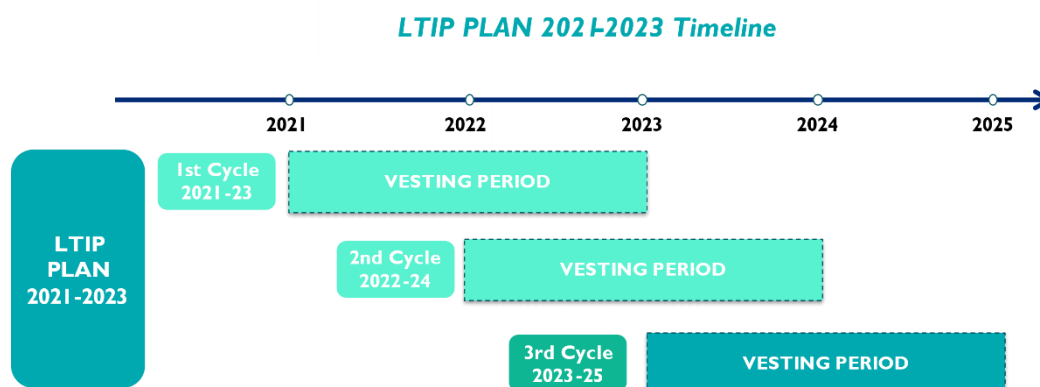 LTIP PLAN 2021-2023 Timeline
2021 2022 2023 2024 2025
LTIP
PLAN
2021-2023
1st Cycle
2021-23
VESTING PERIOD
2nd Cycle
2022-24
VESTING PERIOD
3rd Cycle
2023-25
VESTING PERIOD